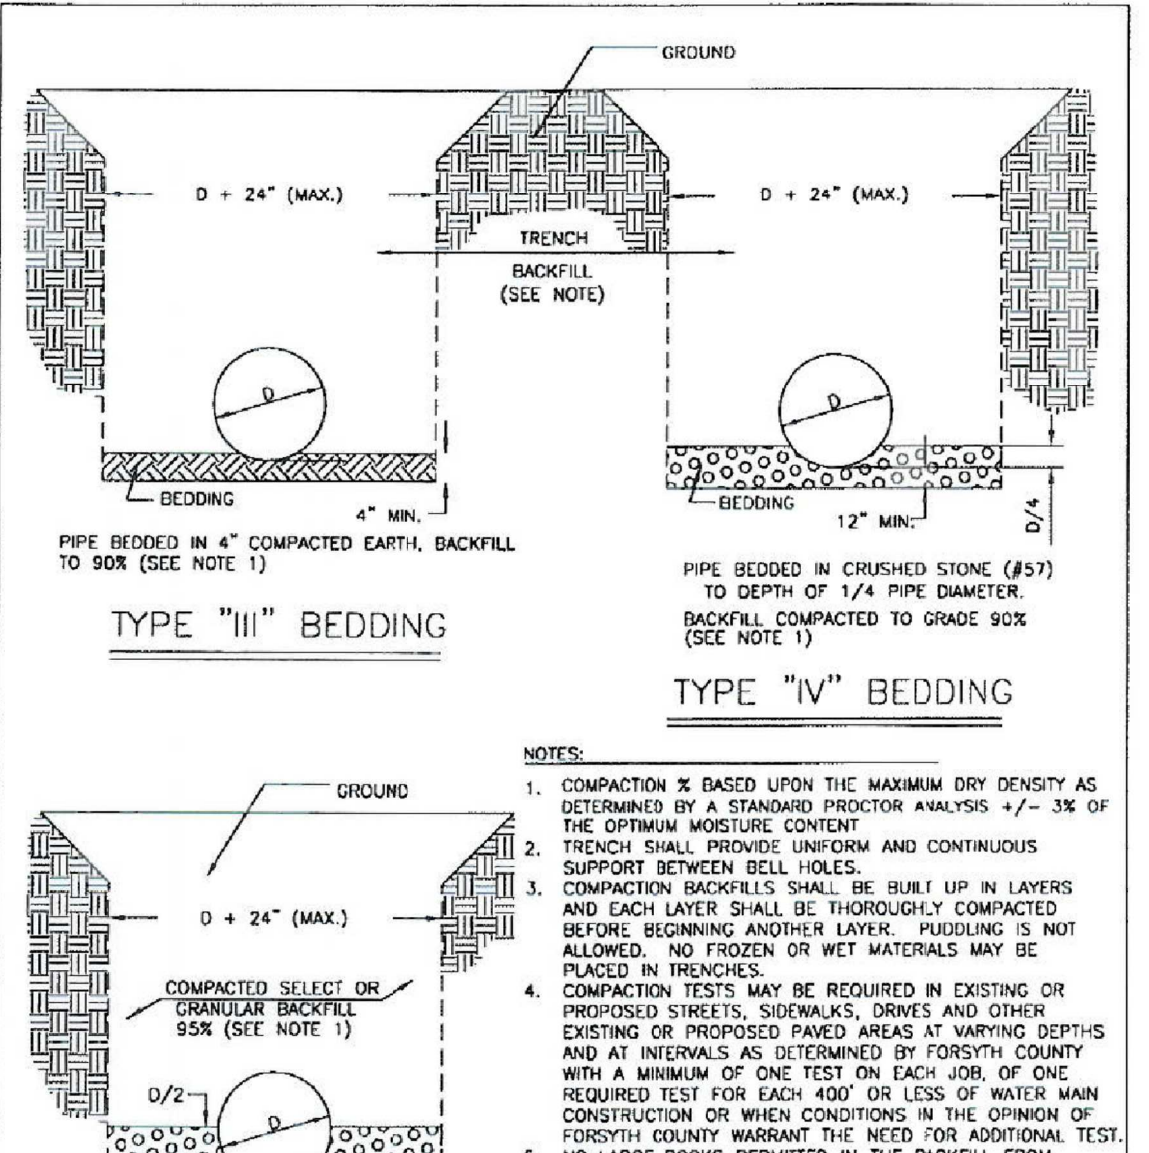 GROUND
D + 24" (MAX.)
D + 24" (MAX.)
TRENCH
BACKFILL
(SEE NOTE)
D
D
BEDDING
4" MIN.
BEDDING
12" MIN.
D/4
PIPE BEDDED IN 4" COMPACTED EARTH, BACKFILL
TO 90% (SEE NOTE 1)
TYPE "III" BEDDING
PIPE BEDDED IN CRUSHED STONE (#57)
TO DEPTH OF 1/4 PIPE DIAMETER.
BACKFILL COMPACTED TO GRADE 90%
(SEE NOTE 1)
TYPE "IV" BEDDING
GROUND
D + 24" (MAX.)
COMPACTED SELECT OR
GRANULAR BACKFILL
95% (SEE NOTE 1)
D/2
D
NOTES:
1. COMPACTION % BASED UPON THE MAXIMUM DRY DENSITY AS
DETERMINED BY A STANDARD PROCTOR ANALYSIS +/- 3% OF
THE OPTIMUM MOISTURE CONTENT
2. TRENCH SHALL PROVIDE UNIFORM AND CONTINUOUS
SUPPORT BETWEEN BELL HOLES.
3. COMPACTION BACKFILLS SHALL BE BUILT UP IN LAYERS
AND EACH LAYER SHALL BE THOROUGHLY COMPACTED
BEFORE BEGINNING ANOTHER LAYER. PUDDLING IS NOT
ALLOWED. NO FROZEN OR WET MATERIALS MAY BE
PLACED IN TRENCHES.
4. COMPACTION TESTS MAY BE REQUIRED IN EXISTING OR
PROPOSED STREETS, SIDEWALKS, DRIVES AND OTHER
EXISTING OR PROPOSED PAVED AREAS AT VARYING DEPTHS
AND AT INTERVALS AS DETERMINED BY FORSYTH COUNTY
WITH A MINIMUM OF ONE TEST ON EACH JOB, OF ONE
REQUIRED TEST FOR EACH 400' OR LESS OF WATER MAIN
CONSTRUCTION OR WHEN CONDITIONS IN THE OPINION OF
FORSYTH COUNTY WARRANT THE NEED FOR ADDITIONAL TEST.